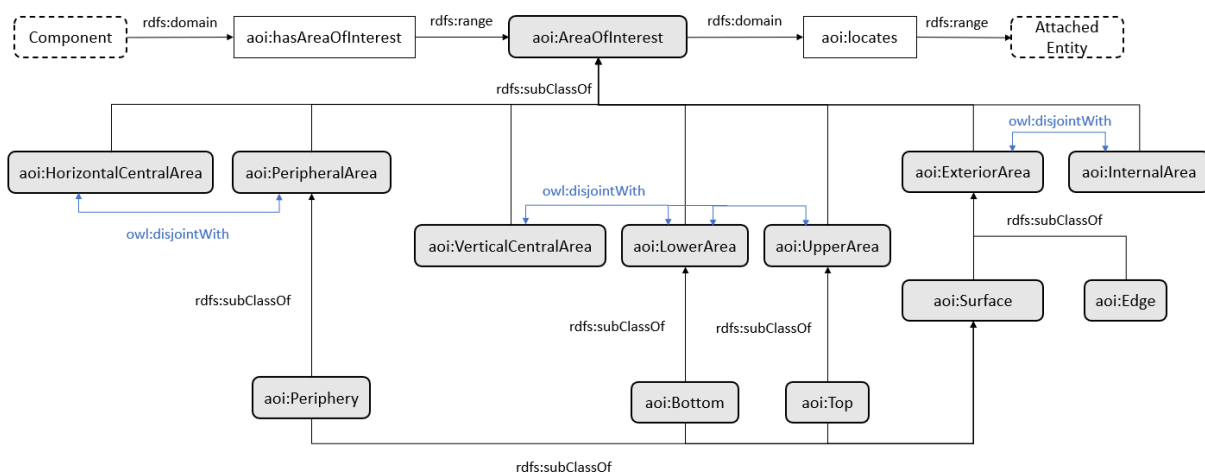 rdfs:domain
rdfs:range
rdfs:domain
rdfs:range
Component
aoi:hasAreaOfInterest
aoi:AreaOfInterest
aoi:locates
Attached
Entity
rdfs:subClassOf
owl:disjointWith
aoi:HorizontalCentralArea
aoi:PeripheralArea
aoi:ExteriorArea
aoi:InternalArea
owl:disjointWith
owl:disjointWith
rdfs:subClassOf
aoi:VerticalCentralArea
aoi:LowerArea
aoi:UpperArea
rdfs:subClassOf
aoi:Surface
aoi:Edge
rdfs:subClassOf
rdfs:subClassOf
aoi:Periphery
aoi:Bottom
aoi:Top
rdfs:subClassOf